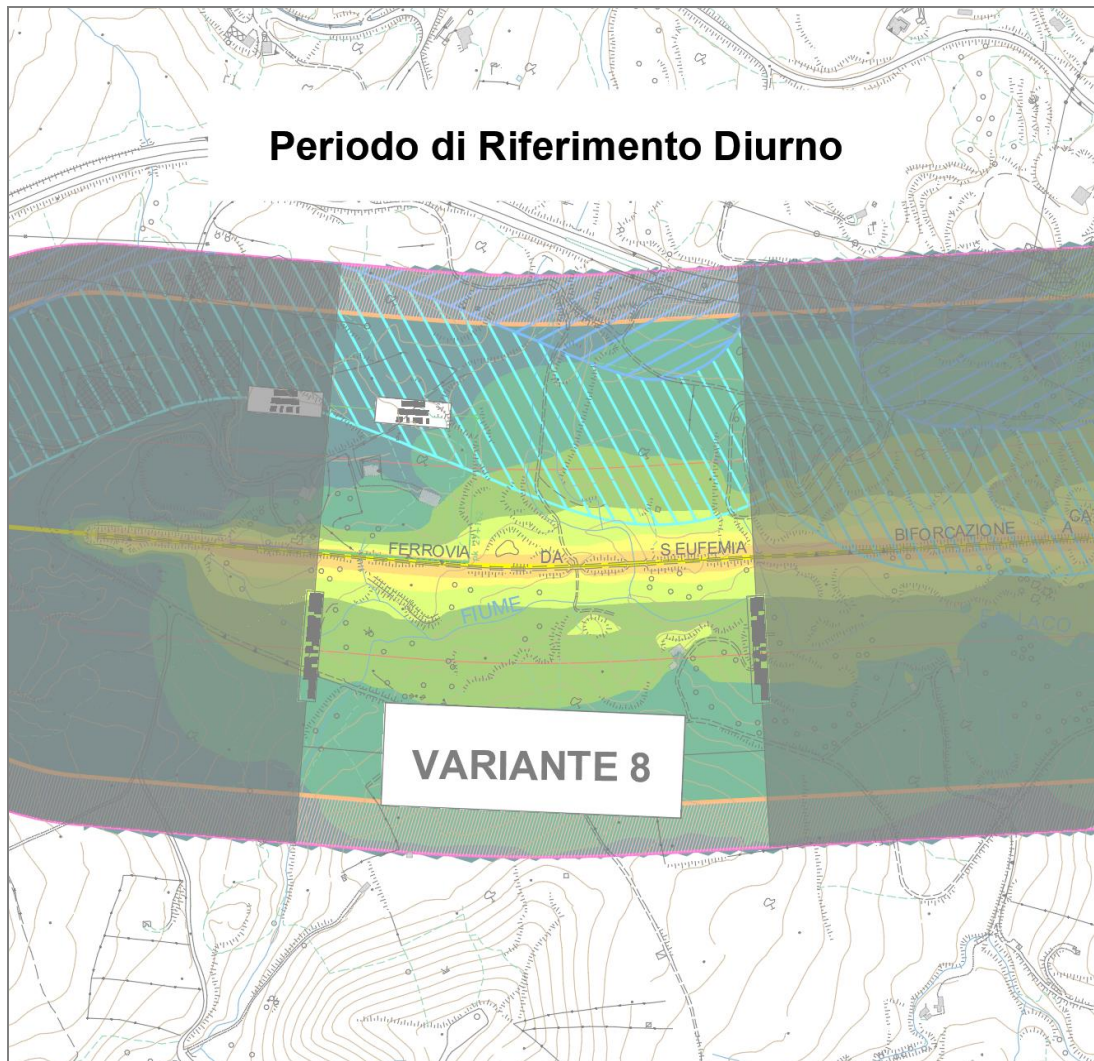 Periodo di Riferimento Diurno
FERROVIA DA S.EUFEMIA BIFORCAZIONE
FIUME
VARIANTE 8